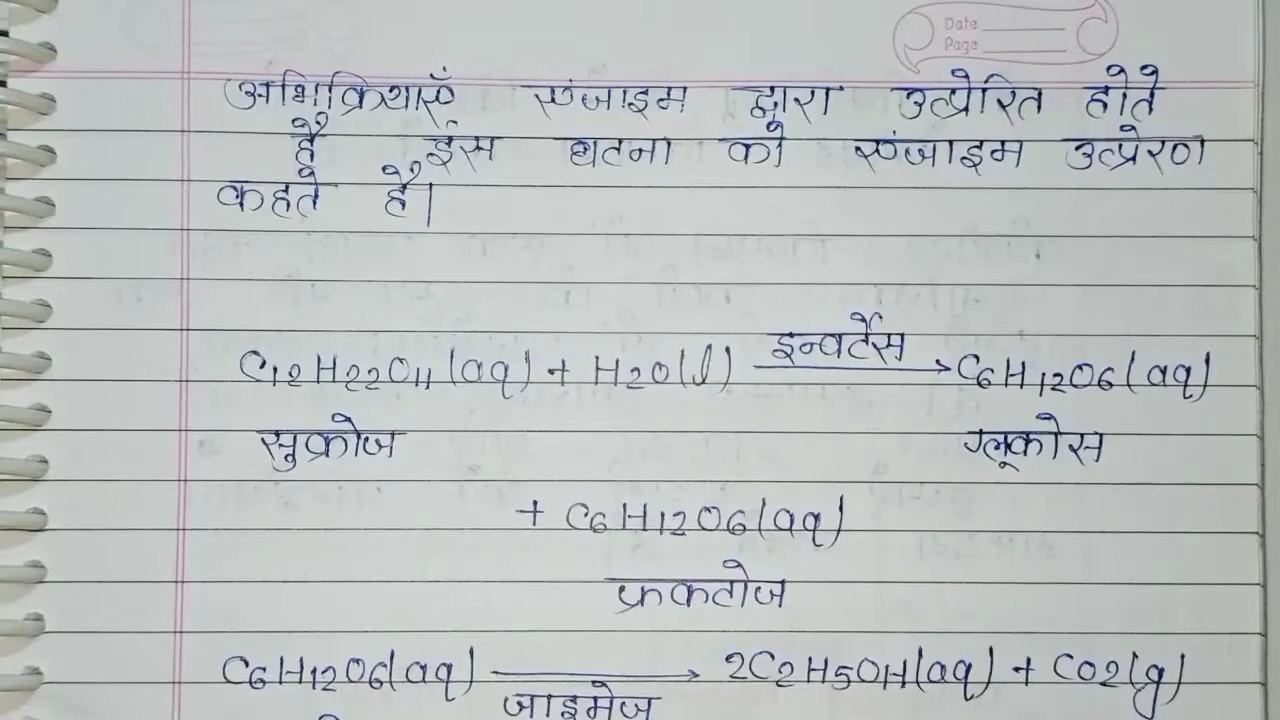 Date
Page
अभिक्रियाएँ एंजाइम द्वारा उत्प्रेरित होते
हैं इस घटना को एंजाइम उत्प्रेरण
कहते हैं।
C12H22O11(aq) + H2O(l) इन्वर्टेस → C6H12O6(aq)
सुक्रोज ग्लूकोस
+ C6H12O6(aq)
फ्रकटोज
C6H12O6(aq) → 2C2H5OH(aq) + CO2(g)
जाइमेज